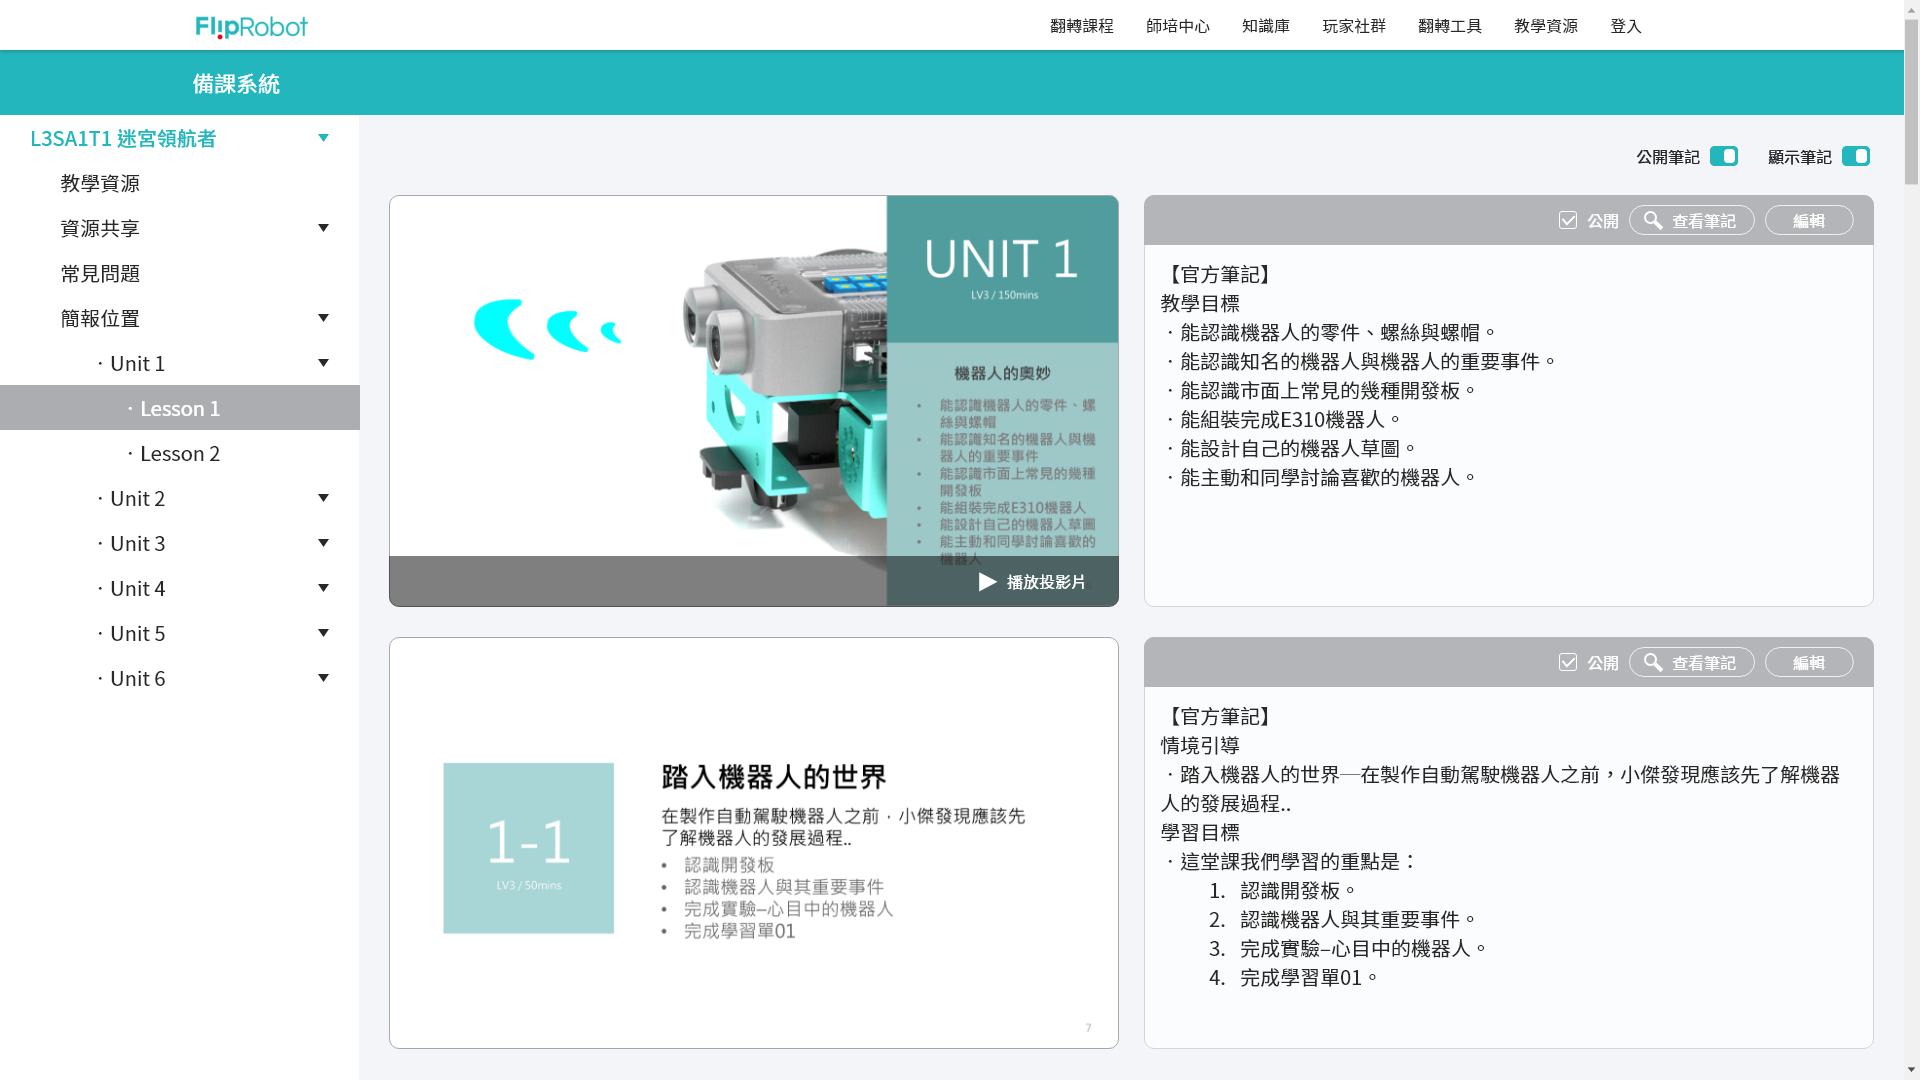 FlipRobot
翻轉課程 師培中心 知識庫 玩家社群 翻轉工具 教學資源 登入
備課系統
L3SA1T1 迷宮領航者
教學資源
資源共享
常見問題
簡報位置
· Unit 1
· Lesson 1
· Lesson 2
· Unit 2
· Unit 3
· Unit 4
· Unit 5
· Unit 6
公開筆記 顯示筆記
UNIT 1
LV3 / 150mins
機器人的奧妙
• 能認識機器人的零件、螺
絲與螺帽
• 能認識知名的機器人與機
器人的重要事件
• 能認識市面上常見的幾種
開發板
• 能組裝完成E310機器人
• 能設計自己的機器人草圖
• 能主動和同學討論喜歡的
機器人
播放投影片
公開 查看筆記 編輯
【官方筆記】
教學目標
· 能認識機器人的零件、螺絲與螺帽。
· 能認識知名的機器人與機器人的重要事件。
· 能認識市面上常見的幾種開發板。
· 能組裝完成E310機器人。
· 能設計自己的機器人草圖。
· 能主動和同學討論喜歡的機器人。
1-1
LV3 / 50mins
踏入機器人的世界
在製作自動駕駛機器人之前，小傑發現應該先
了解機器人的發展過程..
• 認識開發板
• 認識機器人與其重要事件
• 完成實驗–心目中的機器人
• 完成學習單01
7
公開 查看筆記 編輯
【官方筆記】
情境引導
· 踏入機器人的世界─在製作自動駕駛機器人之前，小傑發現應該先了解機器
人的發展過程..
學習目標
· 這堂課我們學習的重點是：
1. 認識開發板。
2. 認識機器人與其重要事件。
3. 完成實驗–心目中的機器人。
4. 完成學習單01。